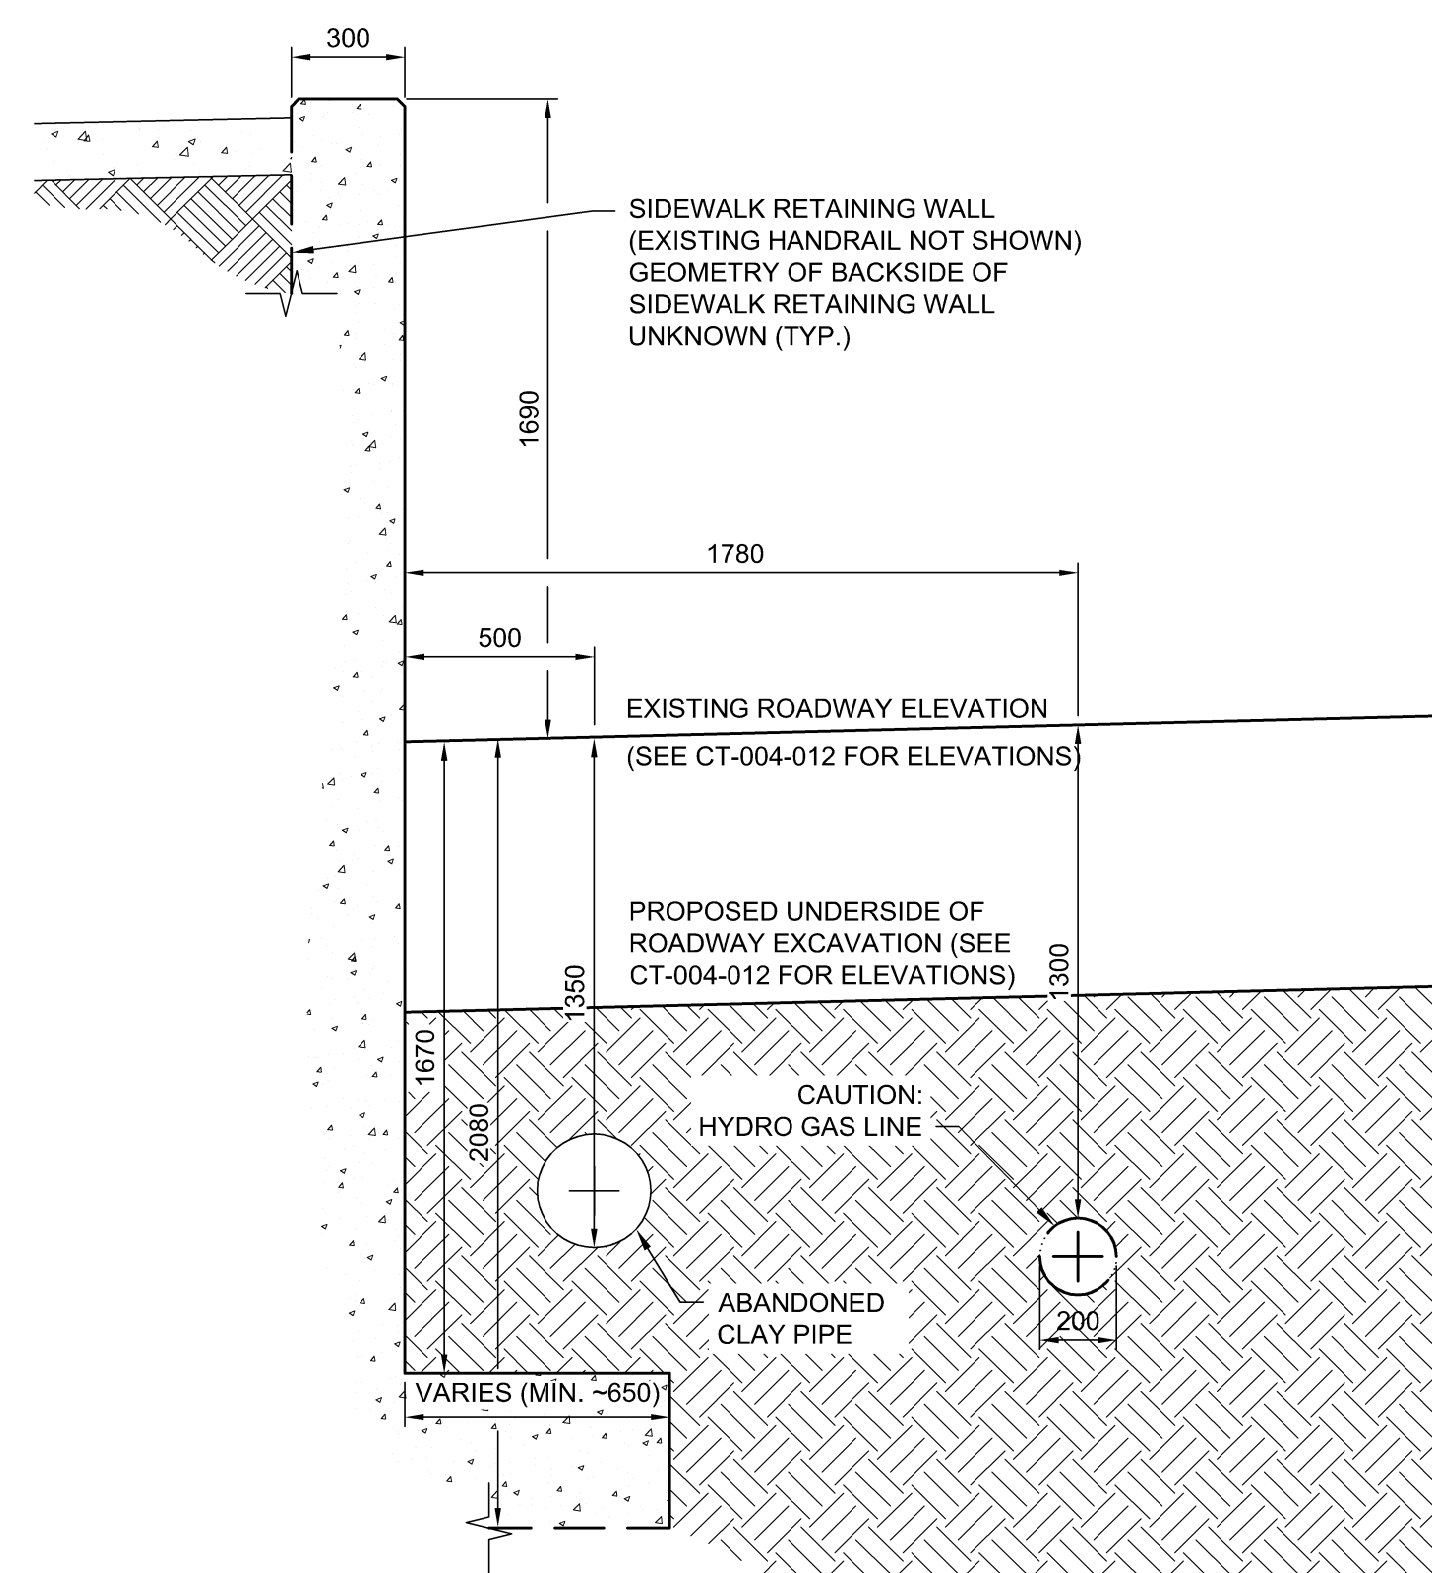 300
SIDEWALK RETAINING WALL
(EXISTING HANDRAIL NOT SHOWN)
GEOMETRY OF BACKSIDE OF
SIDEWALK RETAINING WALL
UNKNOWN (TYP.)
1690
1780
500
EXISTING ROADWAY ELEVATION
(SEE CT-004-012 FOR ELEVATIONS)
PROPOSED UNDERSIDE OF
ROADWAY EXCAVATION (SEE
CT-004-012 FOR ELEVATIONS)
1350
1300
1670
2080
CAUTION:
HYDRO GAS LINE
ABANDONED
CLAY PIPE
200
VARIES (MIN. ~650)